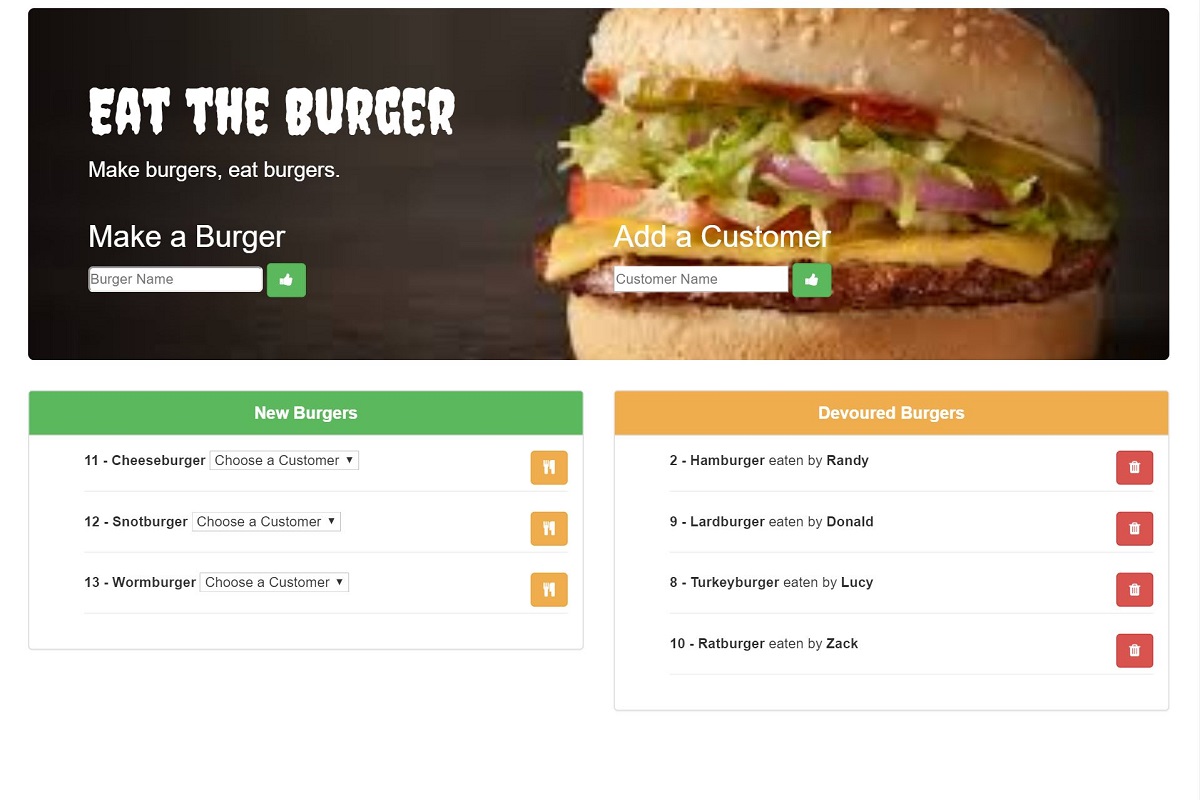 EAT THE BURGER
Make burgers, eat burgers.
Make a Burger
Burger Name
Add a Customer
Customer Name
New Burgers
11 - Cheeseburger Choose a Customer
12 - Snotburger Choose a Customer
13 - Wormburger Choose a Customer
Devoured Burgers
2 - Hamburger eaten by Randy
9 - Lardburger eaten by Donald
8 - Turkeyburger eaten by Lucy
10 - Ratburger eaten by Zack